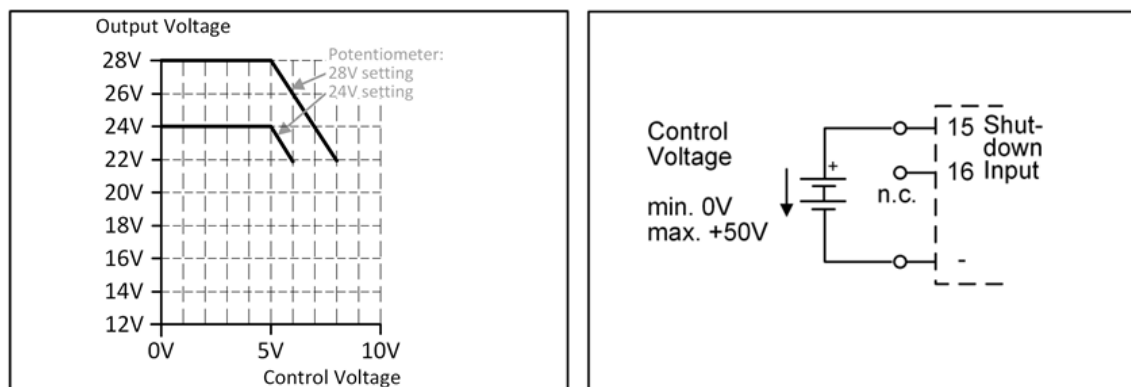 Output Voltage
28V
26V
24V
22V
20V
18V
16V
14V
12V
0V
5V
10V
Control Voltage
Potentiometer:
28V setting
24V setting
Control
Voltage
min. 0V
max. +50V
+
n.c.
15 Shut-
down
16 Input
-